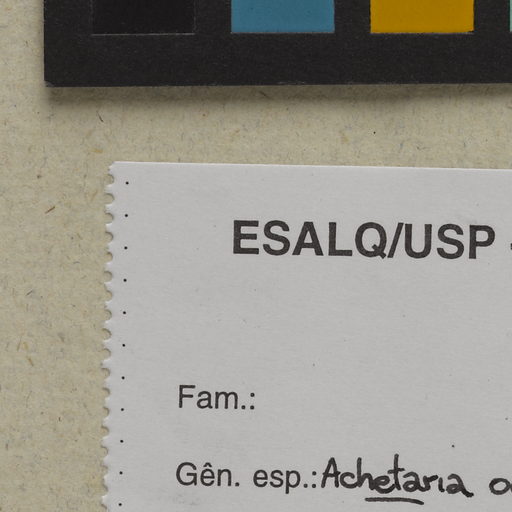 ESALQ/USP -
Fam.:
Gên. esp.: Achetaria